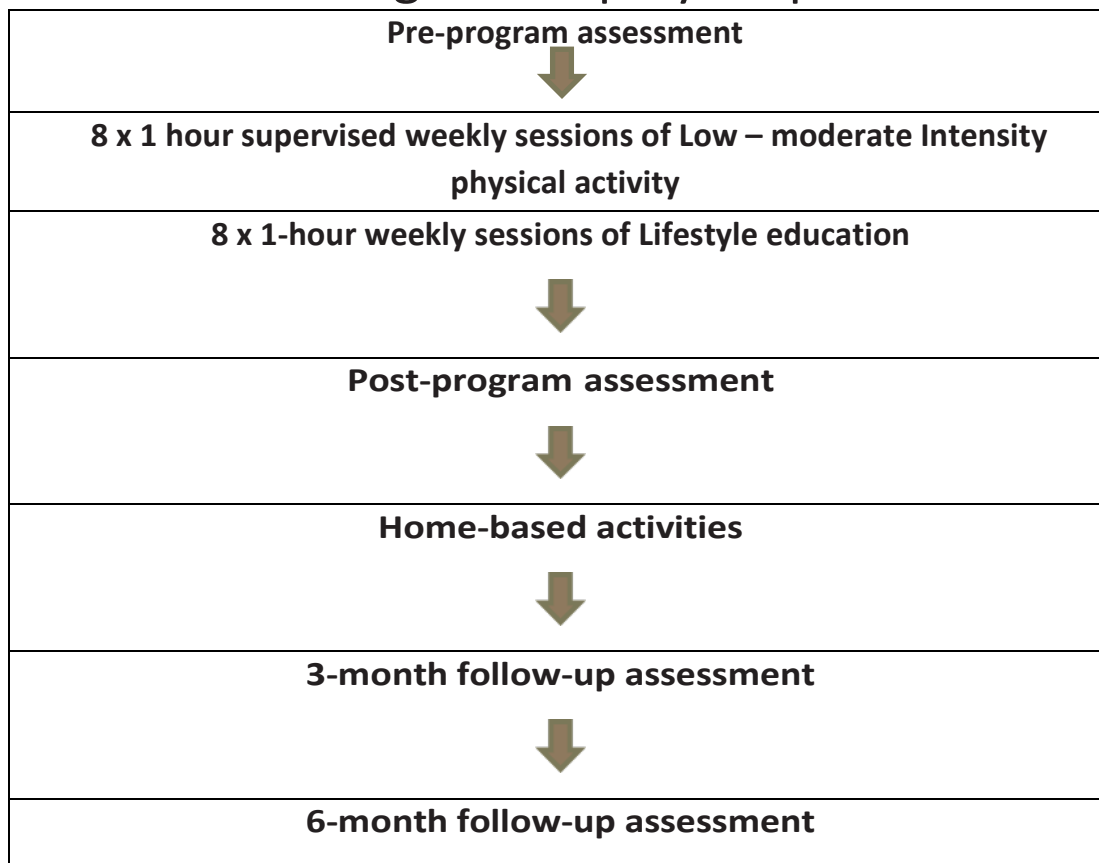 Pre-program assessment
8 x 1 hour supervised weekly sessions of Low – moderate Intensity
physical activity
8 x 1-hour weekly sessions of Lifestyle education
Post-program assessment
Home-based activities
3-month follow-up assessment
6-month follow-up assessment